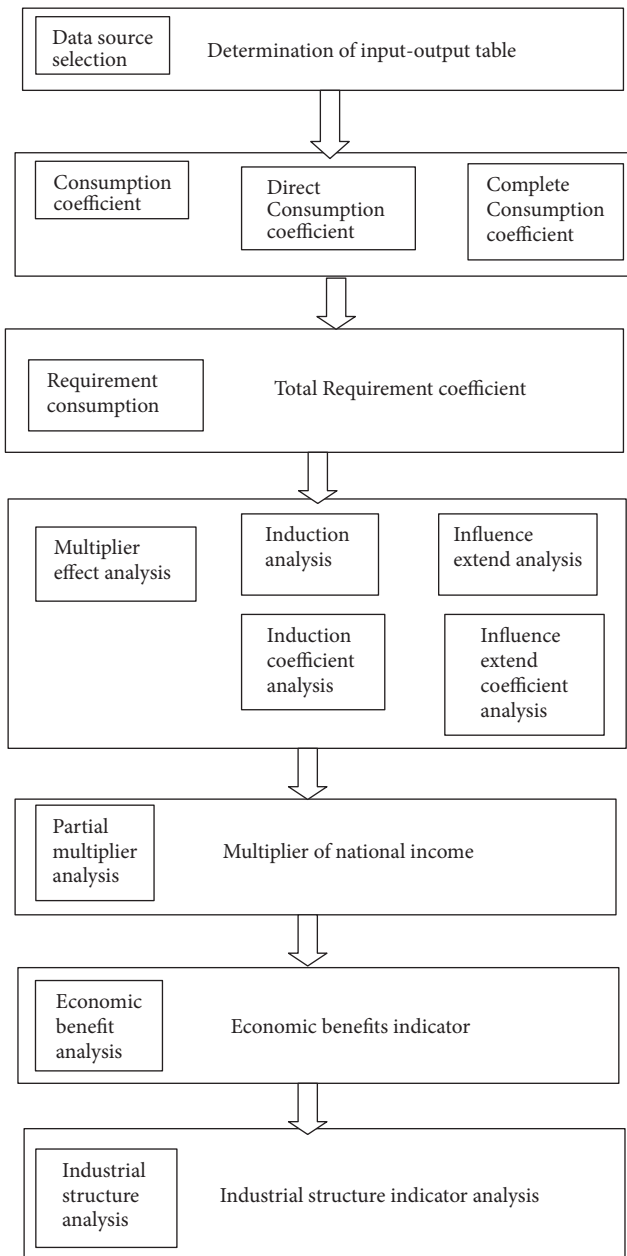 Data source
selection
Determination of input-output table
Consumption
coefficient
Direct
Consumption
coefficient
Complete
Consumption
coefficient
Requirement
consumption
Total Requirement coefficient
Multiplier
effect analysis
Induction
analysis
Influence
extend analysis
Induction
coefficient
analysis
Influence
extend
coefficient
analysis
Partial
multiplier
analysis
Multiplier of national income
Economic
benefit
analysis
Economic benefits indicator
Industrial
structure
analysis
Industrial structure indicator analysis